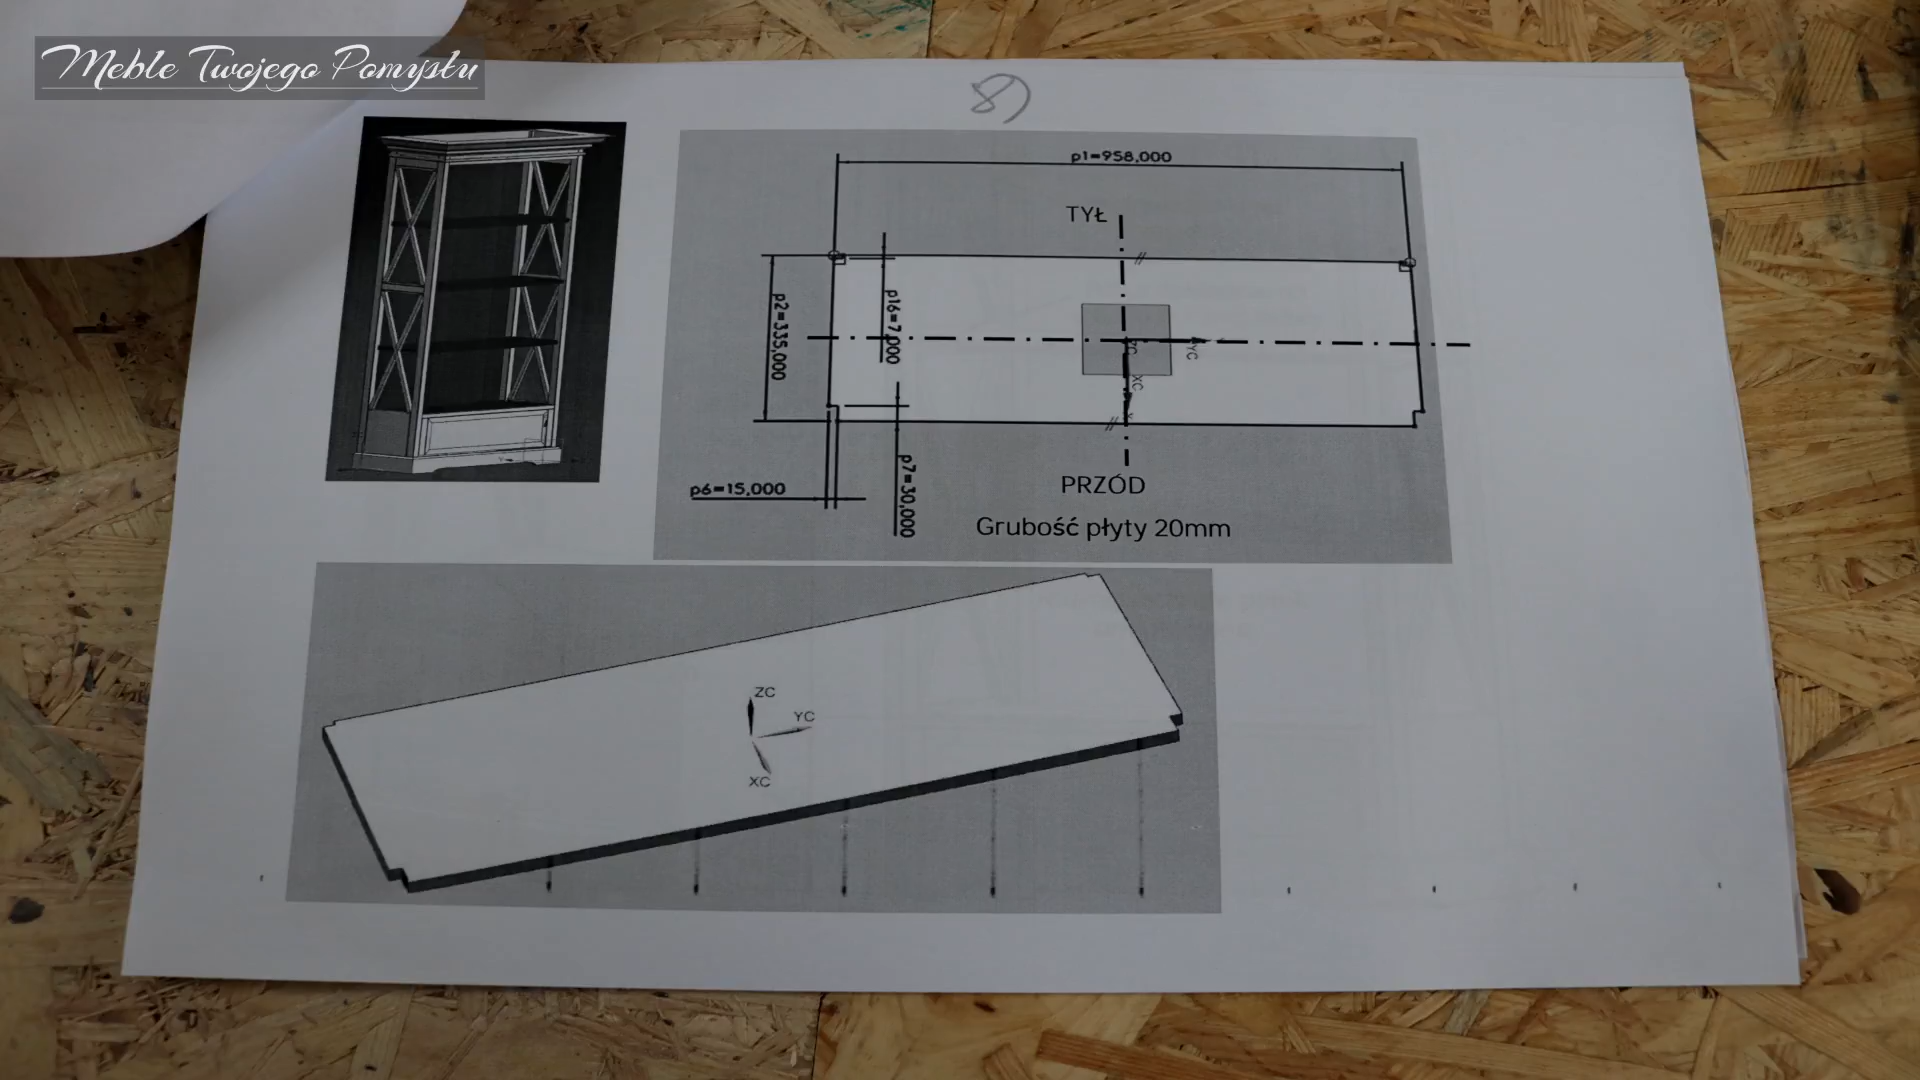 Meble Twojego Pomysłu
8)
p1=958,000
TYŁ
p16=7,000
p2=335,000
ZC
YC
XC
p7=30,000
p6=15,000
PRZÓD
Grubość płyty 20mm
ZC
YC
XC